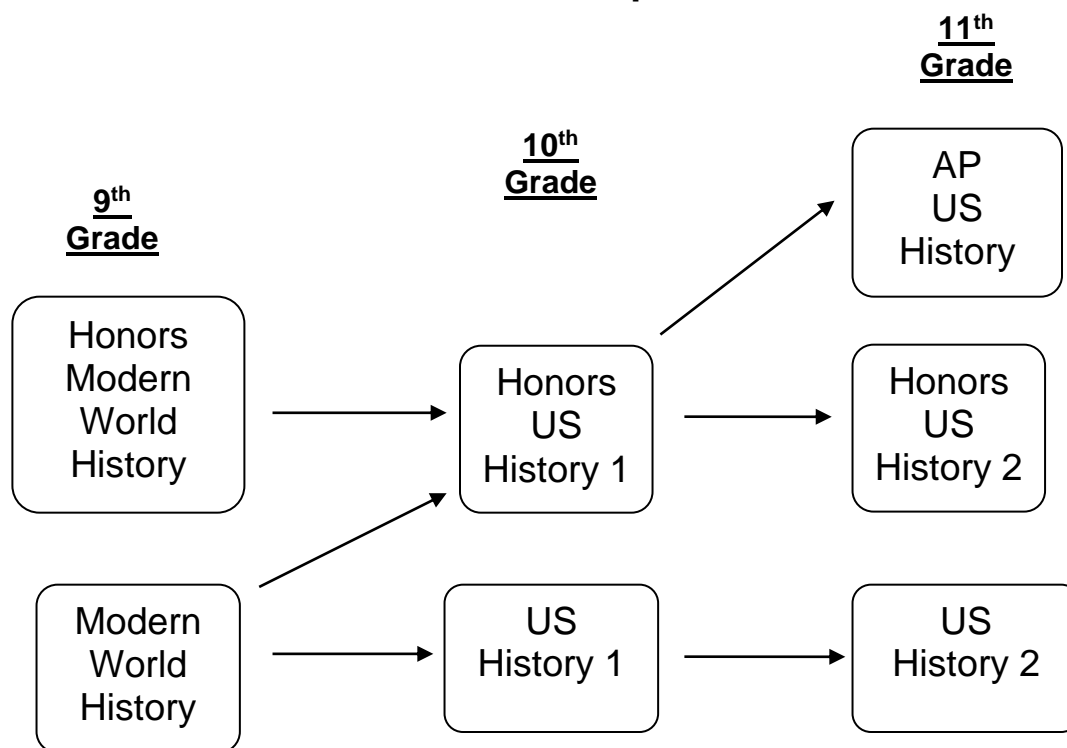 11th
Grade
10th
Grade
9th
Grade
AP
US
History
Honors
Modern
World
History
Honors
US
History 1
Honors
US
History 2
Modern
World
History
US
History 1
US
History 2